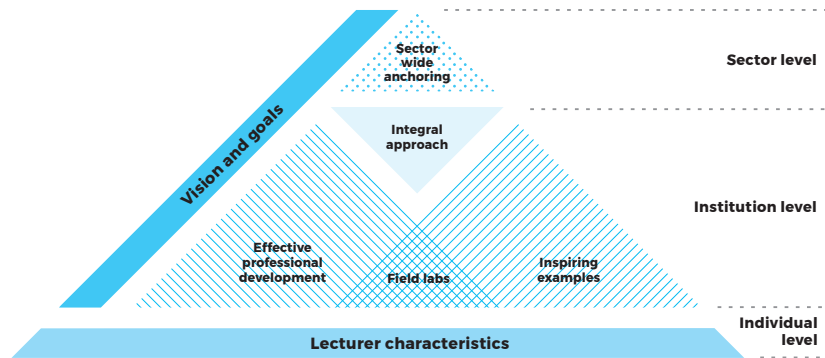 Sector
wide
anchoring
Sector level
Vision and goals
Integral
approach
Institution level
Effective
professional
development
Field labs
Inspiring
examples
Individual
level
Lecturer characteristics